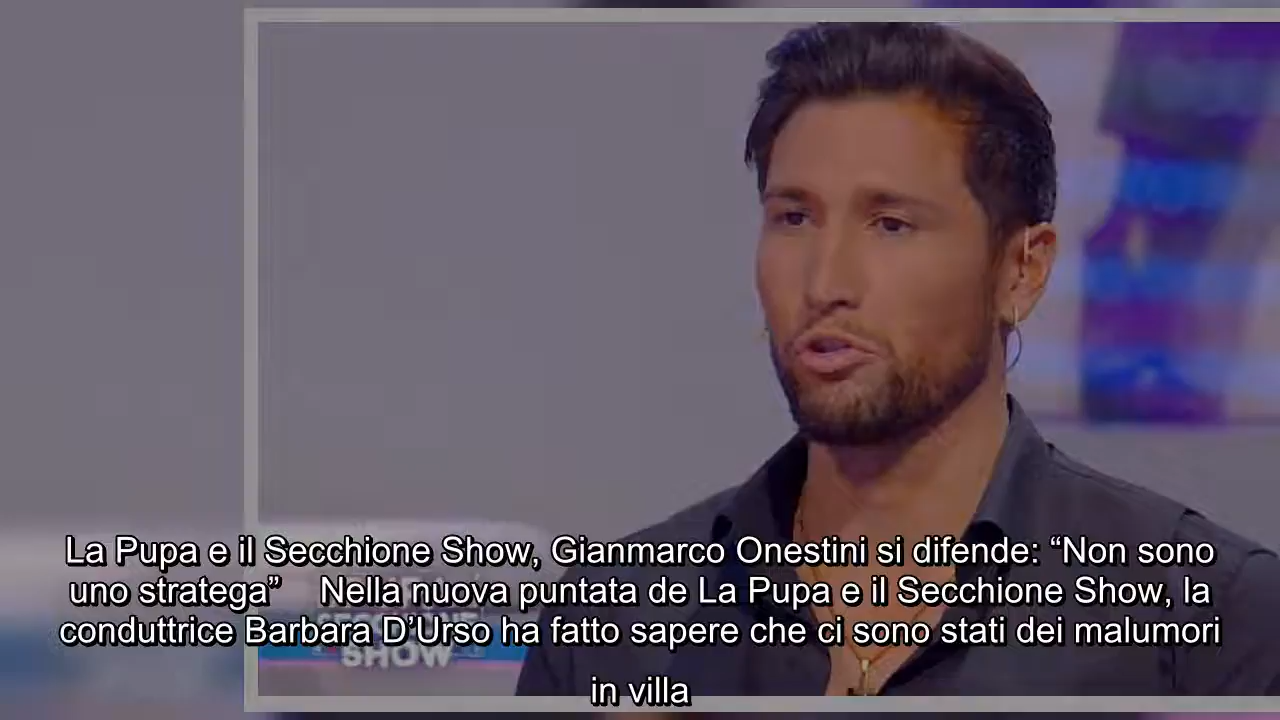 La Pupa e il Secchione Show, Gianmarco Onestini si difende: “Non sono
uno stratega”    Nella nuova puntata de La Pupa e il Secchione Show, la
conduttrice Barbara D’Urso ha fatto sapere che ci sono stati dei malumori
SHOW
in villa